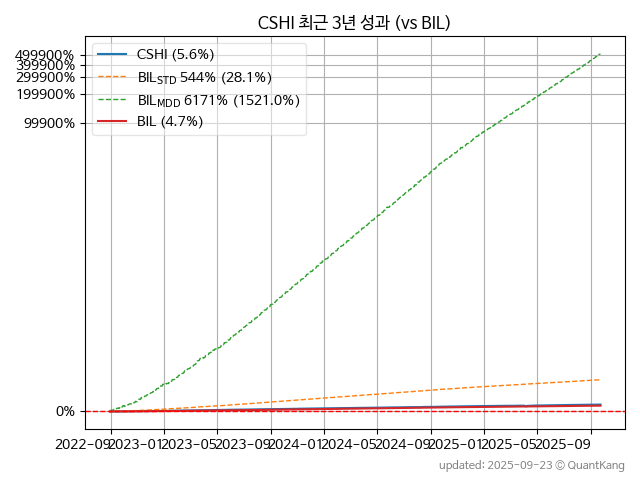 CSHI 최근 3년 성과 (vs BIL)
499900%
399900%
299900%
199900%
99900%
0%
CSHI (5.6%)
BIL_STD 544% (28.1%)
BIL_MDD 6171% (1521.0%)
BIL (4.7%)
2022-09 2023-01 2023-05 2023-09 2024-01 2024-05 2024-09 2025-01 2025-05 2025-09
updated: 2025-09-23 © QuantKang